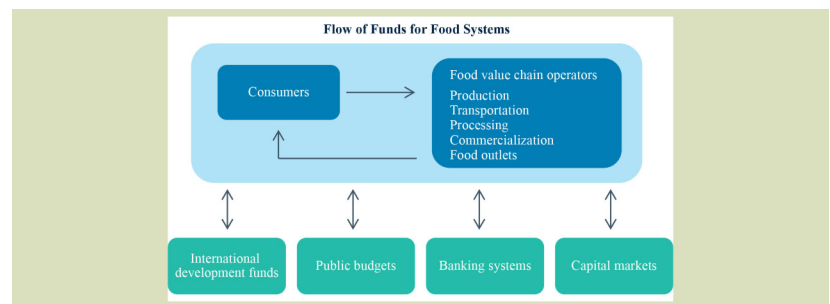 Flow of Funds for Food Systems
Consumers
Food value chain operators
Production
Transportation
Processing
Commercialization
Food outlets
International
development funds
Public budgets
Banking systems
Capital markets